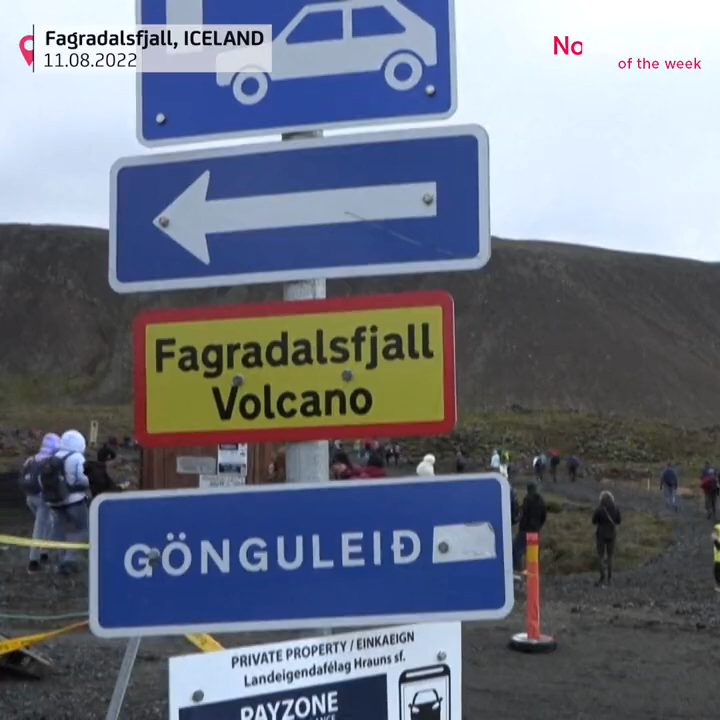 Fagradalsfjall, ICELAND
11.08.2022
No
of the week
Fagradalsfjall
Volcano
GÖNGULEIÐ
PRIVATE PROPERTY / EINKAEIGN
Landeigendafélag Hrauns sf.
PAYZONE